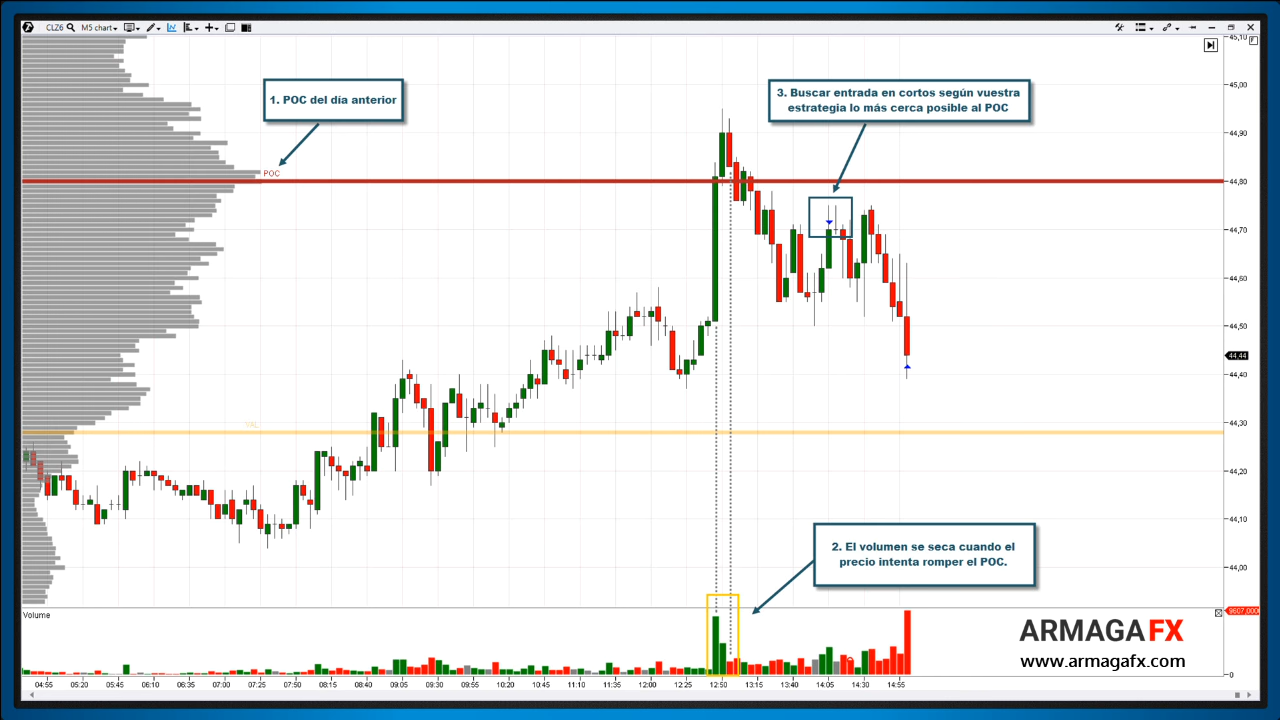 CLZ6
M5 chart
45,10
1. POC del día anterior
3. Buscar entrada en cortos según vuestra
estrategia lo más cerca posible al POC
45,00
44,90
POC
44,80
44,70
44,60
44,50
44,44
44,40
44,30
VAL
44,20
44,10
2. El volumen se seca cuando el
precio intenta romper el POC.
44,00
Volume
9607,0000
ARMAGAFX
www.armagafx.com
0
04:55 05:20 05:45 06:10 06:35 07:00 07:25 07:50 08:15 08:40 09:05 09:30 09:55 10:20 10:45 11:10 11:35 12:00 12:25 12:50 13:15 13:40 14:05 14:30 14:55